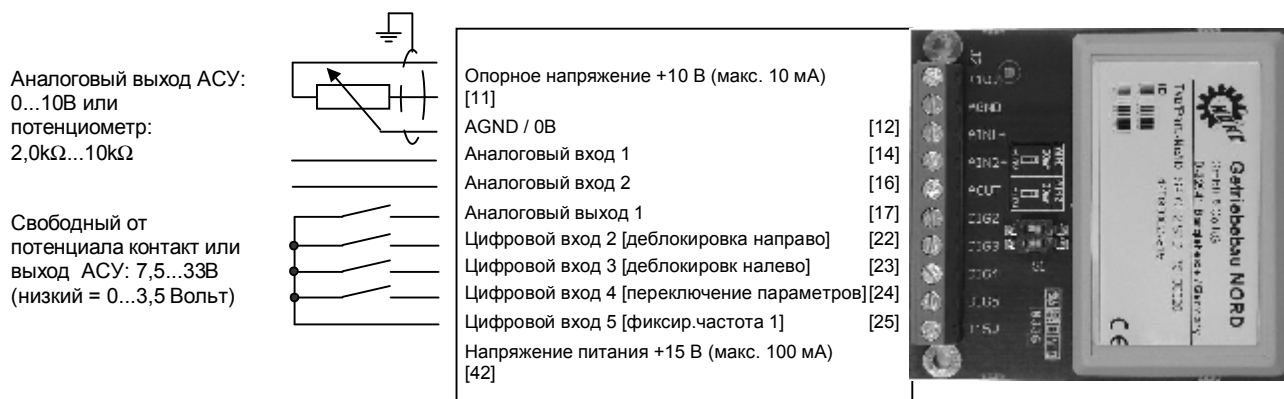 Аналоговый выход АСУ:
0...10В или
потенциометр:
2,0kΩ...10kΩ
Свободный от
потенциала контакт или
выход АСУ: 7,5...33В
(низкий = 0...3,5 Вольт)
Опорное напряжение +10 В (макс. 10 мА)
[11]
AGND / 0В [12]
Аналоговый вход 1 [14]
Аналоговый вход 2 [16]
Аналоговый выход 1 [17]
Цифровой вход 2 [деблокировка направо] [22]
Цифровой вход 3 [деблокировк налево] [23]
Цифровой вход 4 [переключение параметров] [24]
Цифровой вход 5 [фиксир.частота 1] [25]
Напряжение питания +15 В (макс. 100 мА)
[42]
AGND
AIN1+
AIN2+
AOUT
DIG2
DIG3
Getriebebau NORD
CE